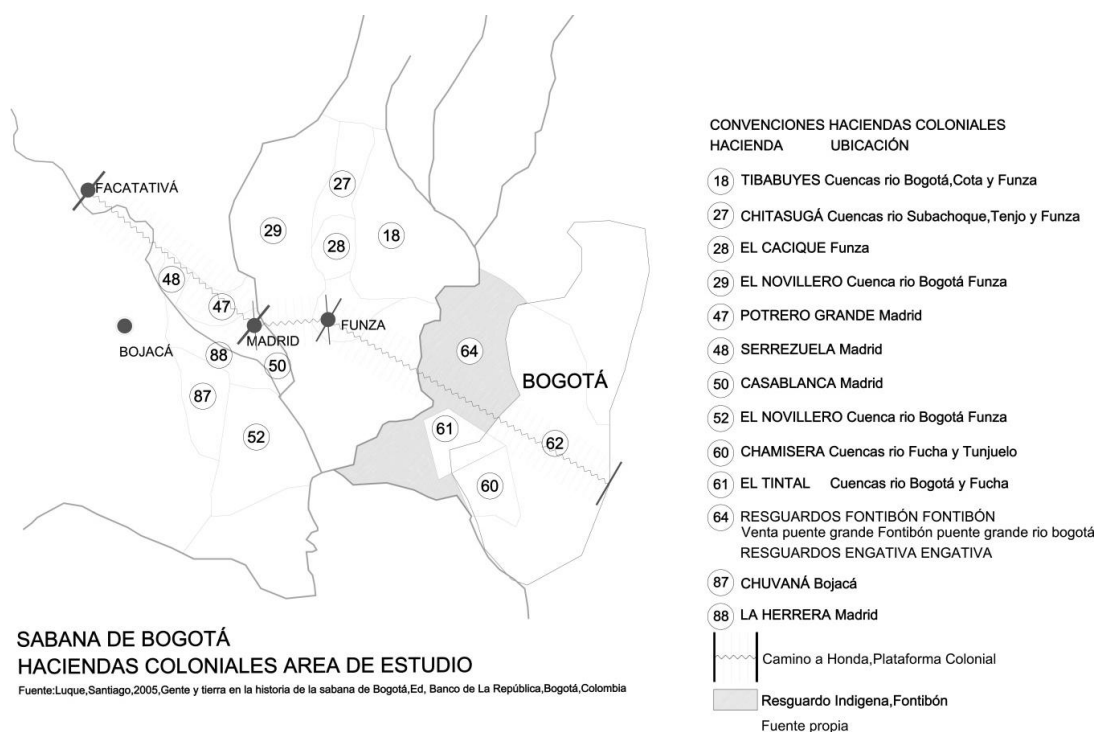 FACATATIVÁ
27
29
28
18
48
47
FUNZA
BOJACÁ
MADRID
88
50
64
BOGOTÁ
87
52
61
62
60
SABANA DE BOGOTÁ
HACIENDAS COLONIALES AREA DE ESTUDIO
Fuente:Luque,Santiago,2005,Gente y tierra en la historia de la sabana de Bogotá,Ed, Banco de La República,Bogotá,Colombia
CONVENCIONES HACIENDAS COLONIALES
HACIENDA UBICACIÓN
18 TIBABUYES Cuencas rio Bogotá,Cota y Funza
27 CHITASUGÁ Cuencas rio Subachoque,Tenjo y Funza
28 EL CACIQUE Funza
29 EL NOVILLERO Cuenca rio Bogotá Funza
47 POTRERO GRANDE Madrid
48 SERREZUELA Madrid
50 CASABLANCA Madrid
52 EL NOVILLERO Cuenca rio Bogotá Funza
60 CHAMISERA Cuencas rio Fucha y Tunjuelo
61 EL TINTAL Cuencas rio Bogotá y Fucha
64 RESGUARDOS FONTIBÓN FONTIBÓN
Venta puente grande Fontibón puente grande rio bogotá
RESGUARDOS ENGATIVA ENGATIVA
87 CHUVANÁ Bojacá
88 LA HERRERA Madrid
Camino a Honda,Plataforma Colonial
Resguardo Indigena,Fontibón
Fuente propia